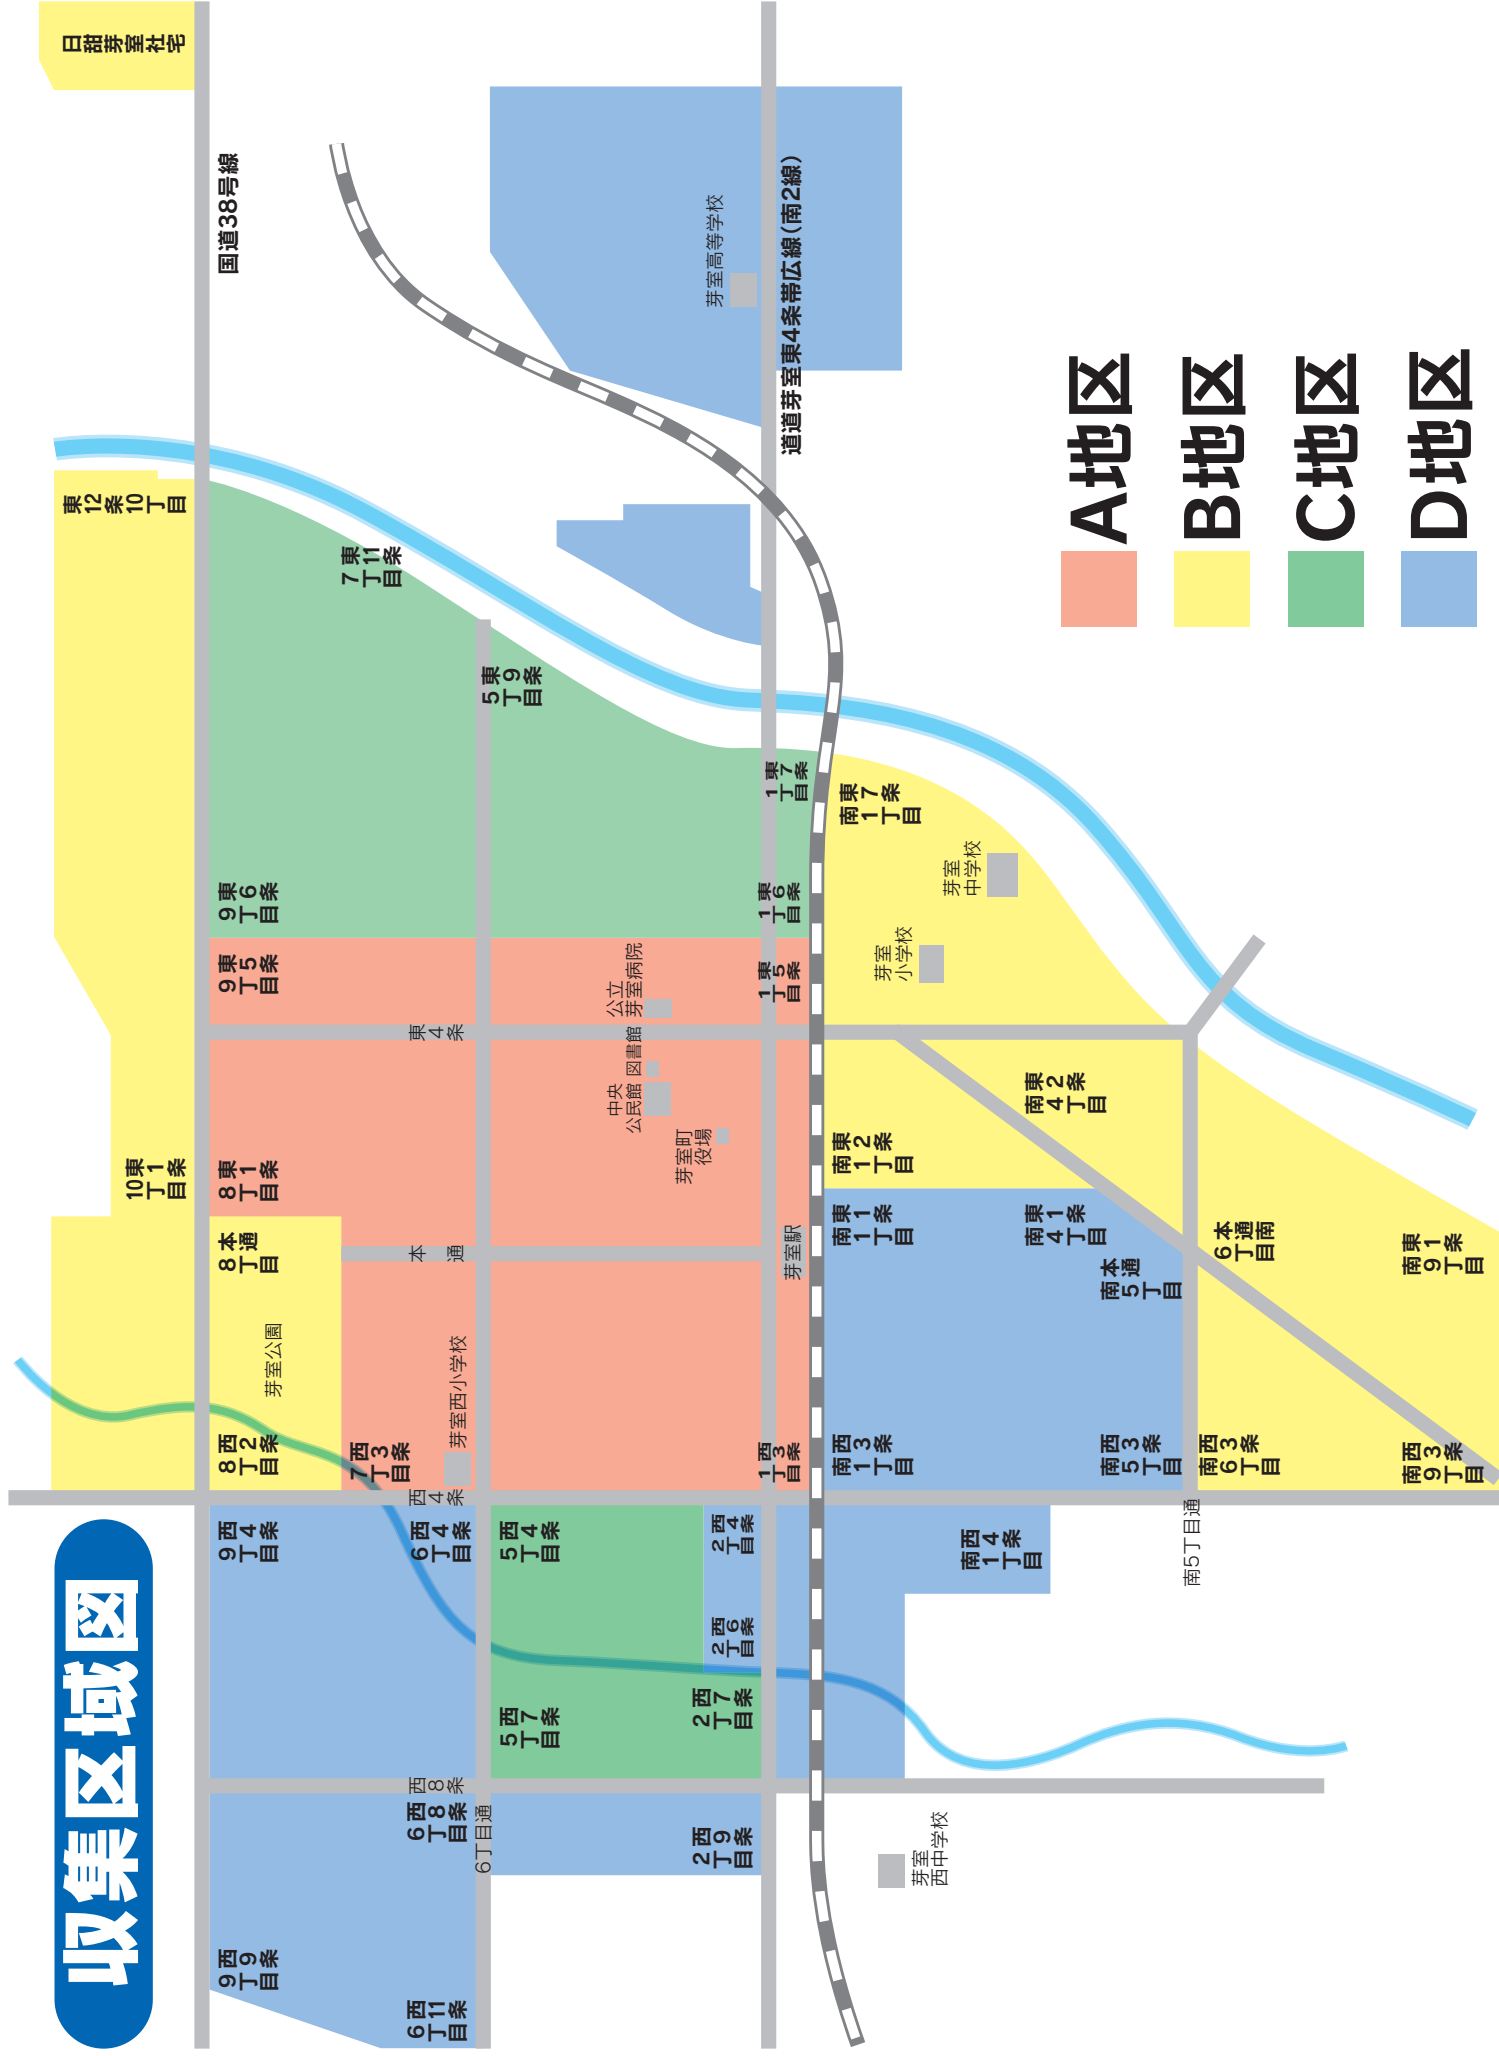 収集区域図
東1条
10丁目
東12条
10丁目
日甜芽室社宅
国道38号線
西9条
9丁目
西4条
9丁目
西2条
8丁目
芽室公園
本通
8丁目
東1条
8丁目
東5条
9丁目
東6条
9丁目
東11条
7丁目
西3条
7丁目
西11条
6丁目
西8条
6丁目
西8条
西4条
6丁目
西4条
芽室西小学校
本通
東4条
6丁目通
西7条
5丁目
西4条
5丁目
東9条
5丁目
中央
公民館
図書館
公立
芽室病院
芽室町
役場
西9条
2丁目
西7条
2丁目
西6条
2丁目
西4条
2丁目
芽室高等学校
西3条
1丁目
芽室駅
東5条
1丁目
東6条
1丁目
東7条
1丁目
道道芽室東4条帯広線(南2線)
西3条
南1丁目
東1条
南1丁目
東2条
南1丁目
東7条
南1丁目
芽室
西中学校
芽室
小学校
芽室
中学校
西4条
南1丁目
東1条
南4丁目
東2条
南4丁目
西3条
南5丁目
本通
南5丁目
南5丁目通
西3条
南6丁目
本通南
6丁目
西3条
南9丁目
東1条
南9丁目
A地区
B地区
C地区
D地区